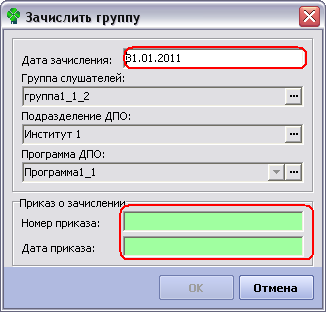 Зачислить группу
Дата зачисления: 31.01.2011
Группа слушателей:
группа1_1_2
Подразделение ДПО:
Институт 1
Программа ДПО:
Программа1_1
Приказ о зачислении
Номер приказа:
Дата приказа:
OK Отмена